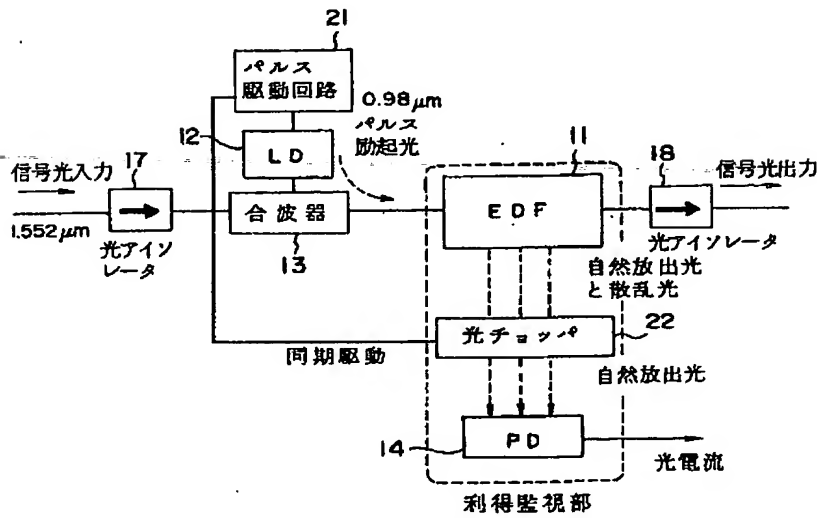 21
パルス
駆動回路
0.98μm
パルス
励起光
12
LD
11
17
18
信号光入力
信号光出力
合波器
EDF
1.552μm
光アイソ
レータ
13
光アイソレータ
自然放出光
と散乱光
光チョッパ
22
同期駆動
自然放出光
14
PD
光電流
利得監視部